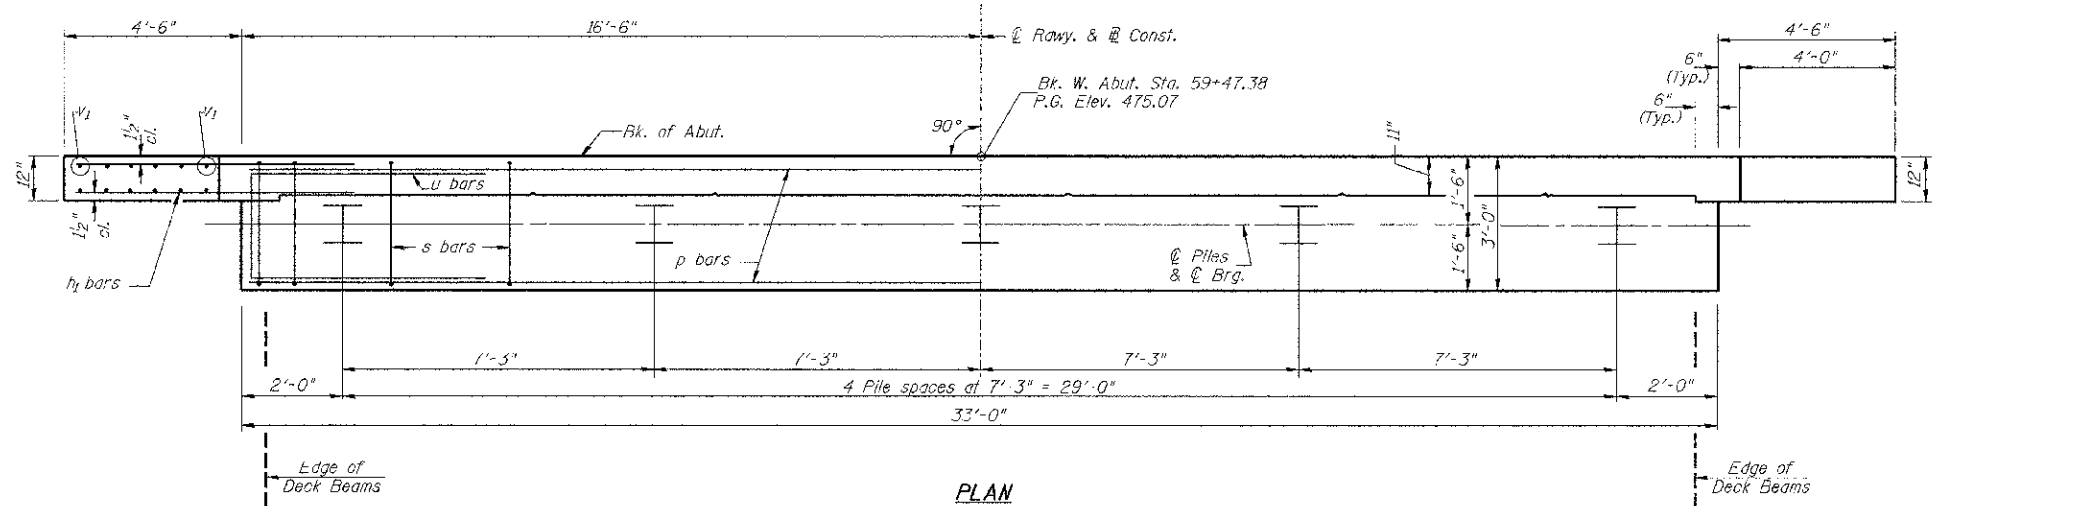 4'-6"
16'-6"
℄ Rdwy. & ℄ Const.
4'-6"
6"
(Typ.)
4'-0"
Bk. W. Abut. Sta. 59+47.38
P.G. Elev. 475.07
6"
(Typ.)
v1
1½"
cl.
v1
Bk. of Abut.
90°
11"
12"
u bars
1'-6"
12"
1½"
cl.
s bars
p bars
℄ Piles
& ℄ Brg.
1'-6"
3'-0"
h1 bars
7'-3"
7'-3"
7'-3"
7'-3"
2'-0"
4 Pile spaces at 7'-3" = 29'-0"
2'-0"
33'-0"
Edge of
Deck Beams
PLAN
Edge of
Deck Beams